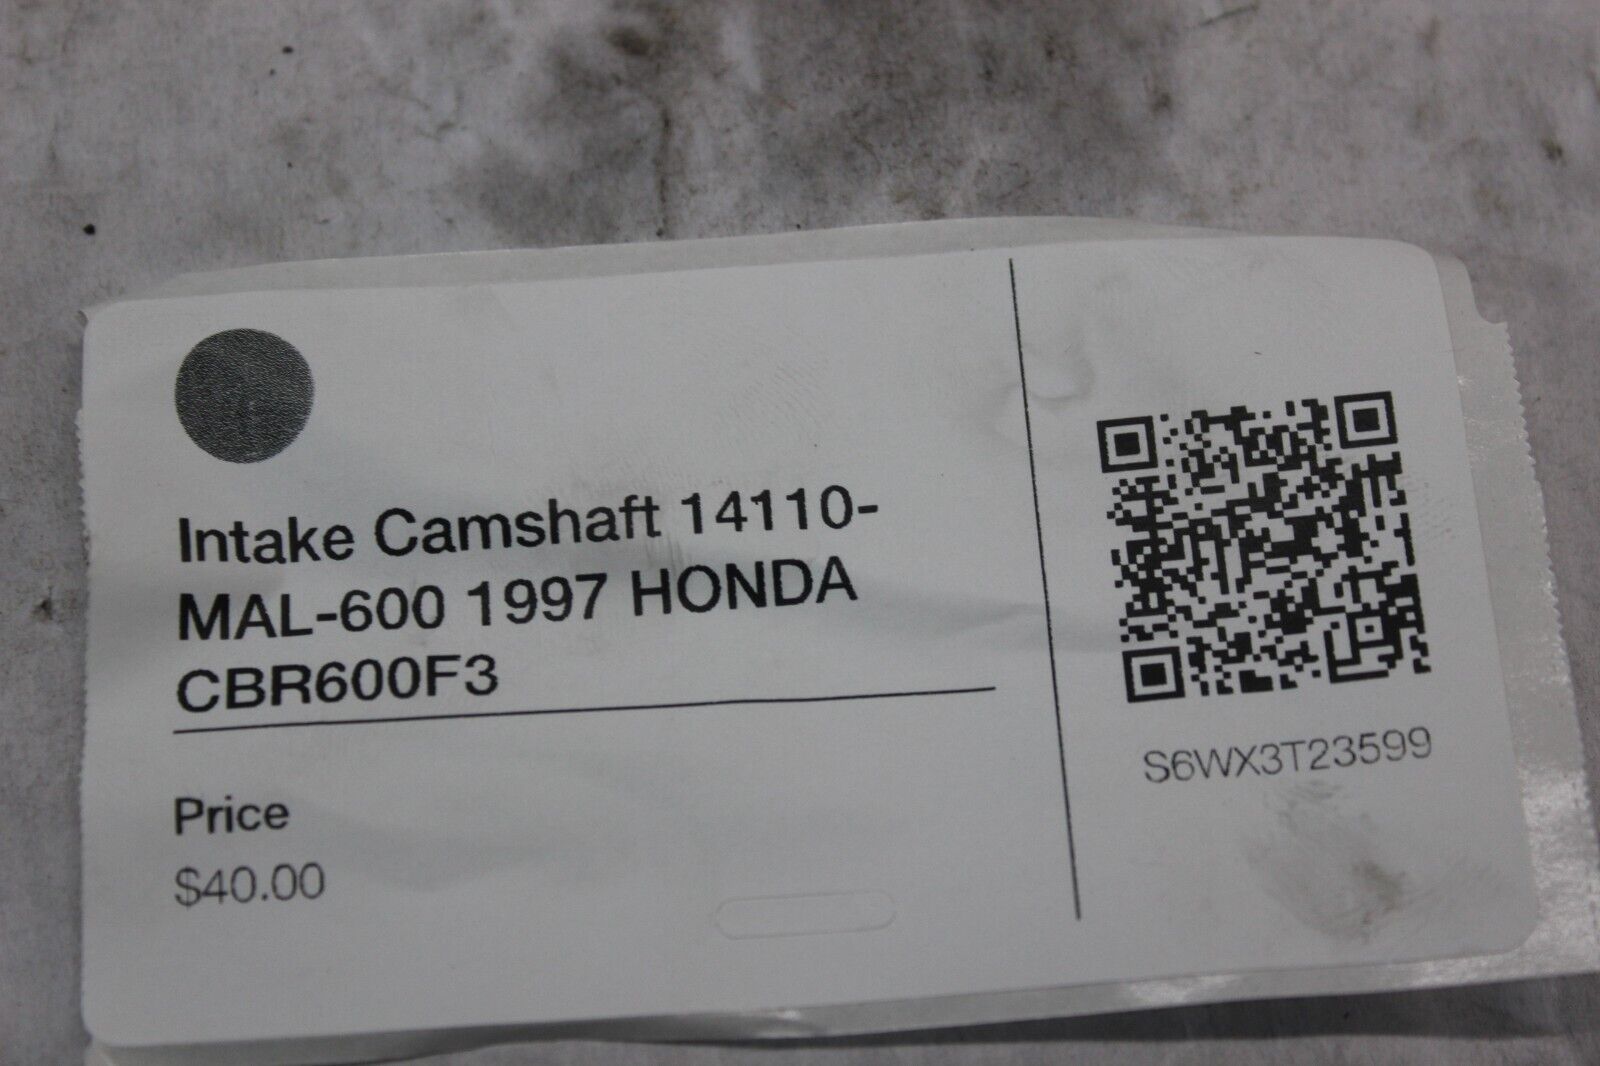 Intake Camshaft 14110-
MAL-600 1997 HONDA
CBR600F3
Price
$40.00
S6WX3T23599